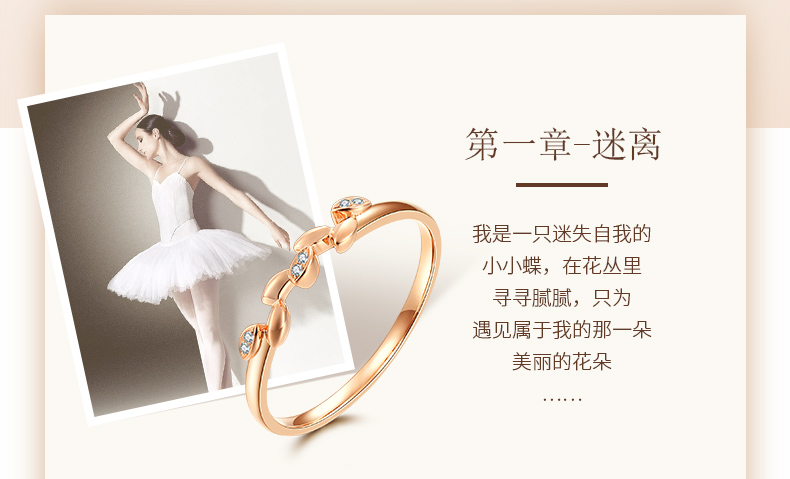 第一章-迷离
我是一只迷失自我的
小小蝶，在花丛里
寻寻腻腻，只为
遇见属于我的那一朵
美丽的花朵
……